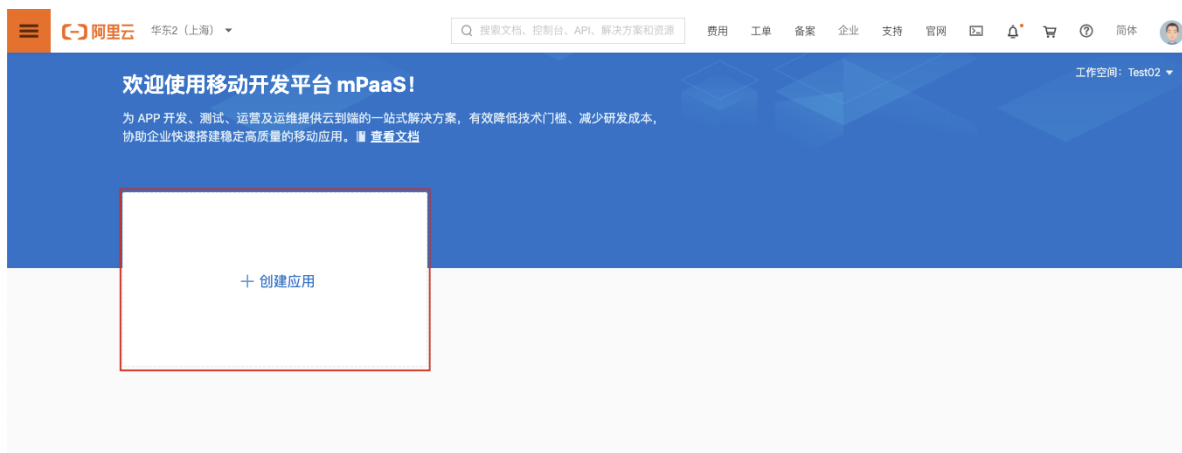 阿里云 华东2（上海） 搜索文档、控制台、API、解决方案和资源 费用 工单 备案 企业 支持 官网 简体
工作空间：Test02
欢迎使用移动开发平台 mPaaS！
为 APP 开发、测试、运营及运维提供云到端的一站式解决方案，有效降低技术门槛、减少研发成本，
协助企业快速搭建稳定高质量的移动应用。 查看文档
＋ 创建应用